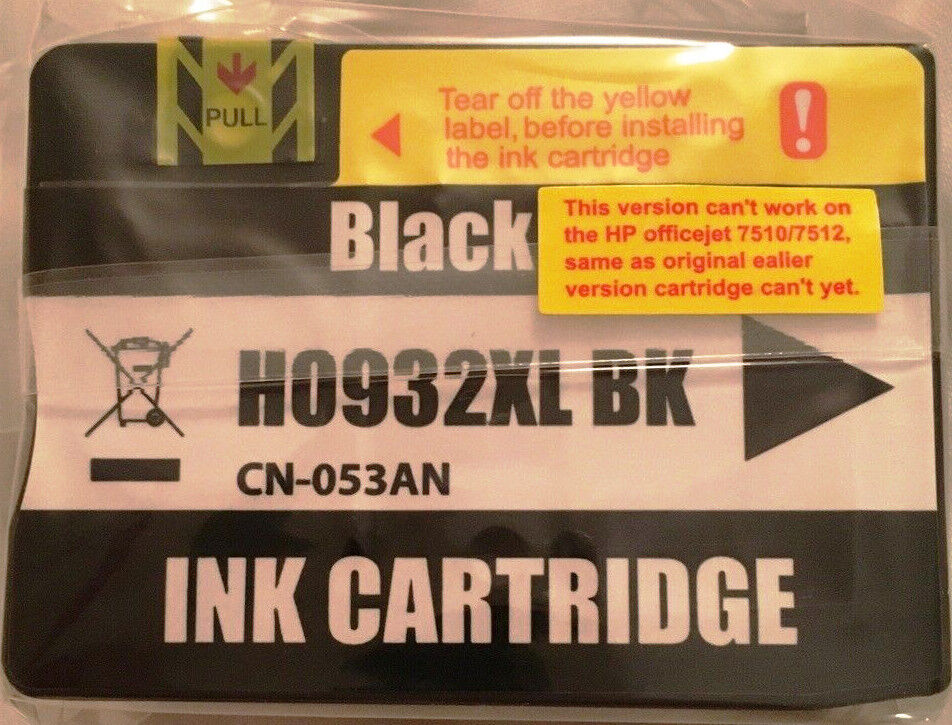 PULL
Tear off the yellow
label, before installing
the ink cartridge
!
Black
This version can't work on
the HP officejet 7510/7512,
same as original ealier
version cartridge can't yet.
H0932XL BK
CN-053AN
INK CARTRIDGE